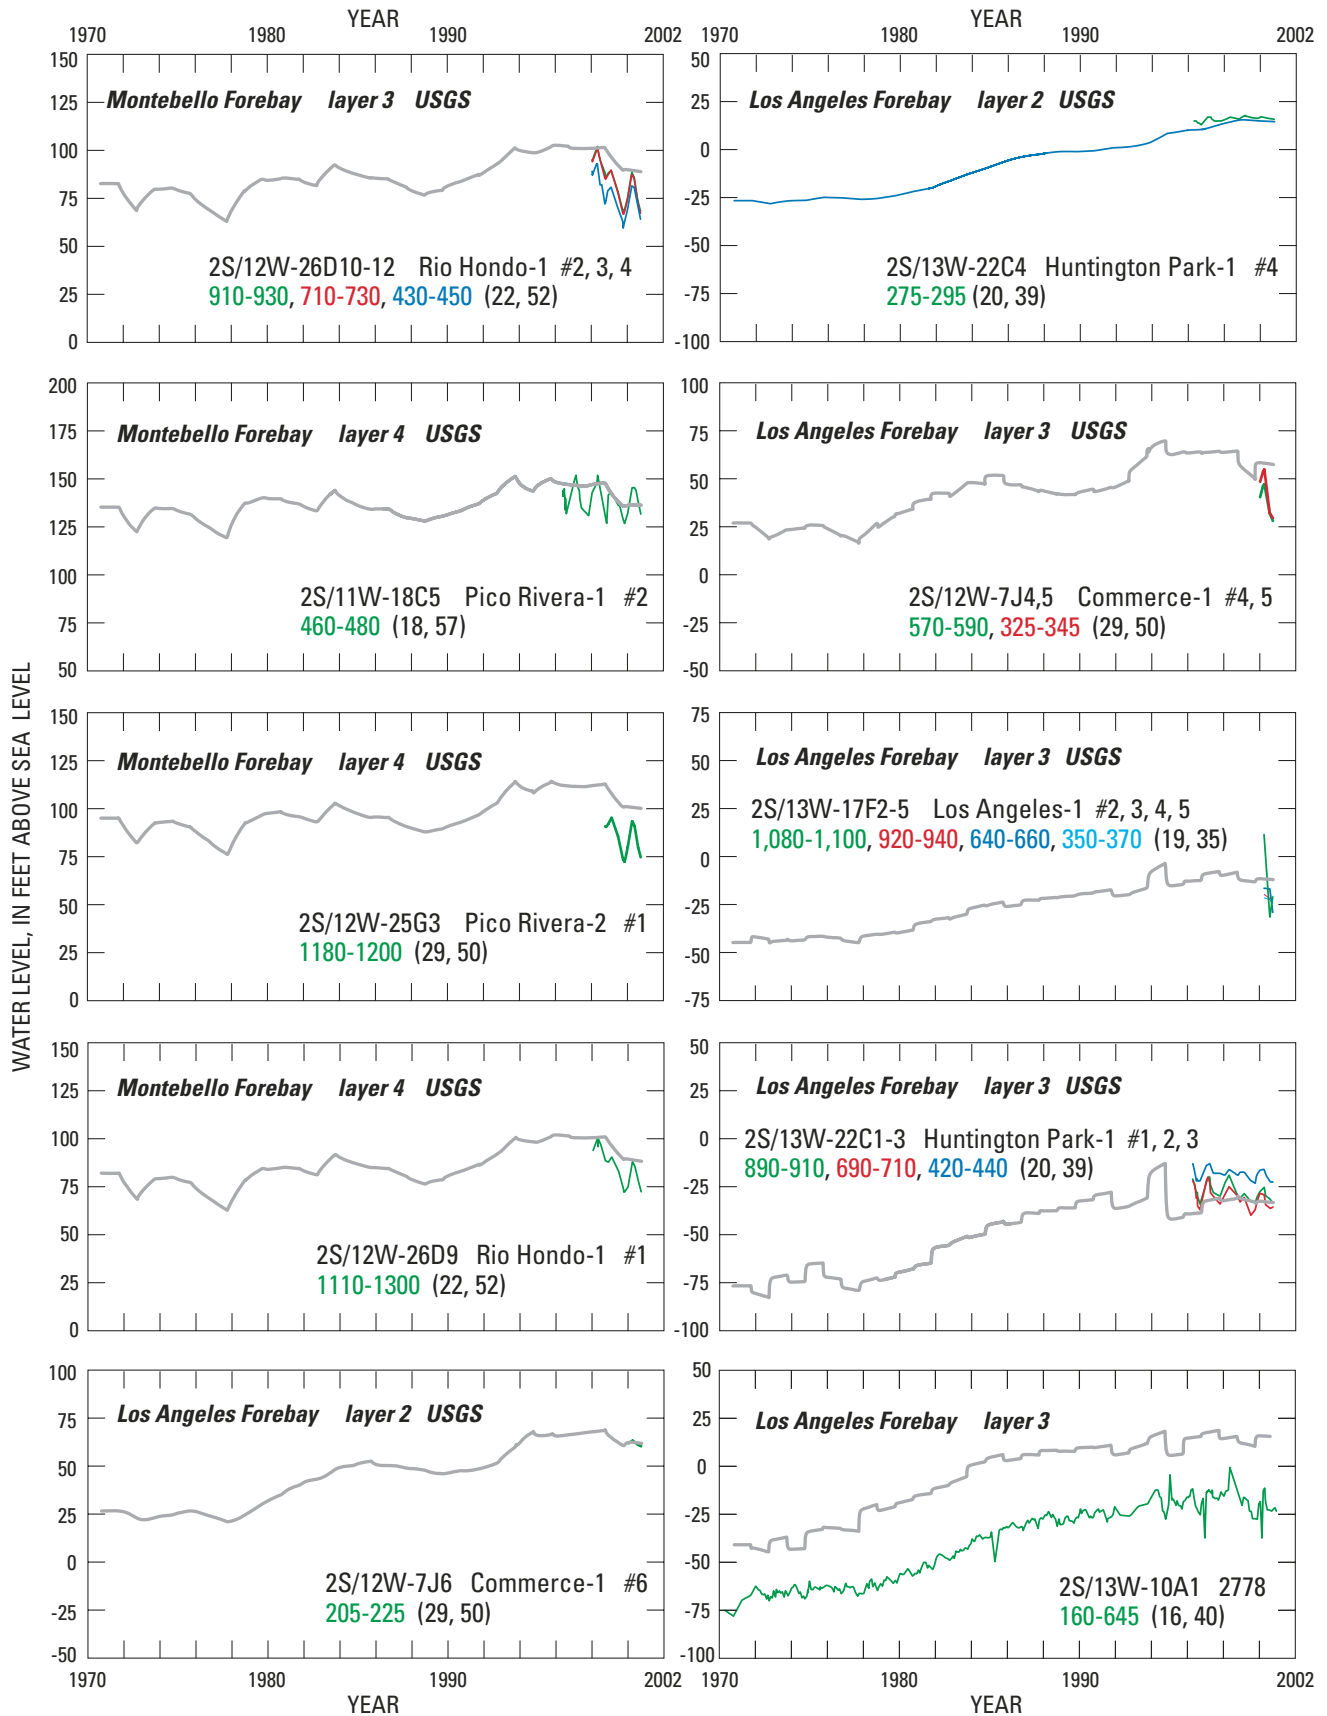 YEAR
1970 1980 1990 2002
YEAR
1970 1980 1990 2002
WATER LEVEL, IN FEET ABOVE SEA LEVEL
150
125
100
75
50
25
0
Montebello Forebay layer 3 USGS
2S/12W-26D10-12 Rio Hondo-1 #2, 3, 4
910-930, 710-730, 430-450 (22, 52)
50
25
0
-25
-50
-75
-100
Los Angeles Forebay layer 2 USGS
2S/13W-22C4 Huntington Park-1 #4
275-295 (20, 39)
200
175
150
125
100
75
50
Montebello Forebay layer 4 USGS
2S/11W-18C5 Pico Rivera-1 #2
460-480 (18, 57)
100
75
50
25
0
-25
-50
Los Angeles Forebay layer 3 USGS
2S/12W-7J4,5 Commerce-1 #4, 5
570-590, 325-345 (29, 50)
150
125
100
75
50
25
0
Montebello Forebay layer 4 USGS
2S/12W-25G3 Pico Rivera-2 #1
1180-1200 (29, 50)
75
50
25
0
-25
-50
-75
Los Angeles Forebay layer 3 USGS
2S/13W-17F2-5 Los Angeles-1 #2, 3, 4, 5
1,080-1,100, 920-940, 640-660, 350-370 (19, 35)
150
125
100
75
50
25
0
Montebello Forebay layer 4 USGS
2S/12W-26D9 Rio Hondo-1 #1
1110-1300 (22, 52)
50
25
0
-25
-50
-75
-100
Los Angeles Forebay layer 3 USGS
2S/13W-22C1-3 Huntington Park-1 #1, 2, 3
890-910, 690-710, 420-440 (20, 39)
100
75
50
25
0
-25
-50
Los Angeles Forebay layer 2 USGS
2S/12W-7J6 Commerce-1 #6
205-225 (29, 50)
50
25
0
-25
-50
-75
-100
Los Angeles Forebay layer 3
2S/13W-10A1 2778
160-645 (16, 40)
1970 1980 1990 2002
YEAR
1970 1980 1990 2002
YEAR